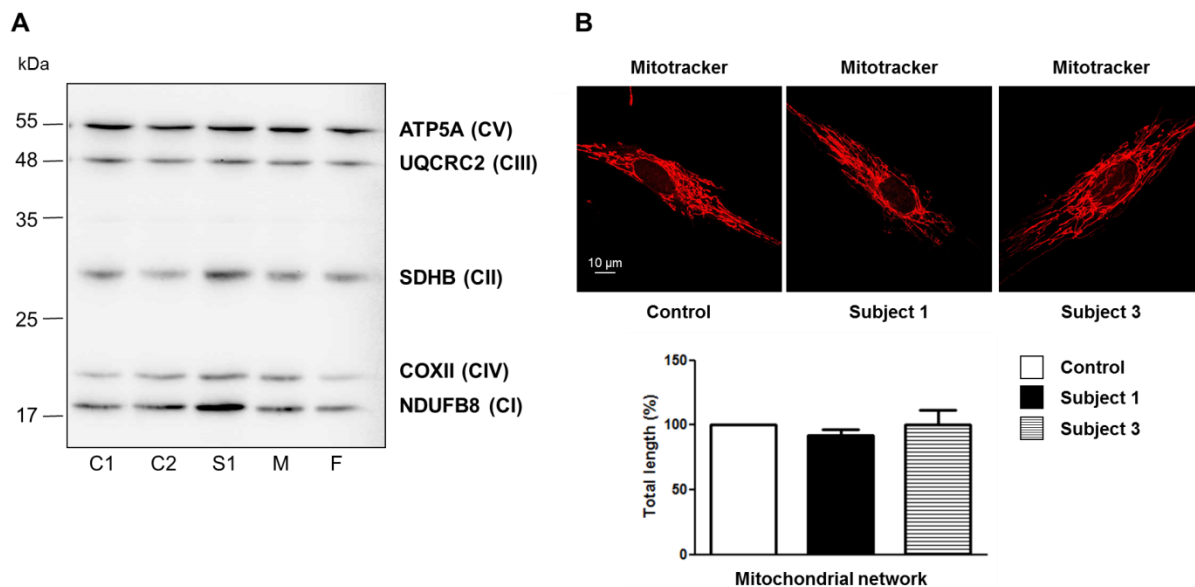 A
kDa
55
48
35
25
17
ATP5A (CV)
UQCRC2 (CIII)
SDHB (CII)
COXII (CIV)
NDUFB8 (CI)
C1 C2 S1 M F
B
Mitotracker Mitotracker Mitotracker
10 µm
Control Subject 1 Subject 3
Total length (%)
150
100
50
0
Mitochondrial network
Control
Subject 1
Subject 3